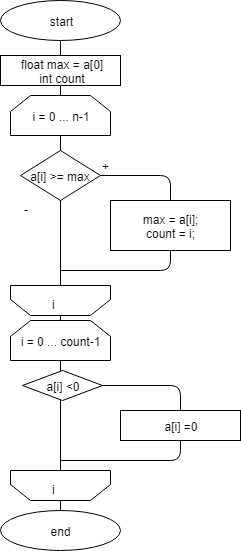 start
float max = a[0]
int count
i = 0 ... n-1
a[i] >= max
+
-
max = a[i];
count = i;
i
i = 0 ... count-1
a[i] <0
a[i] =0
i
end